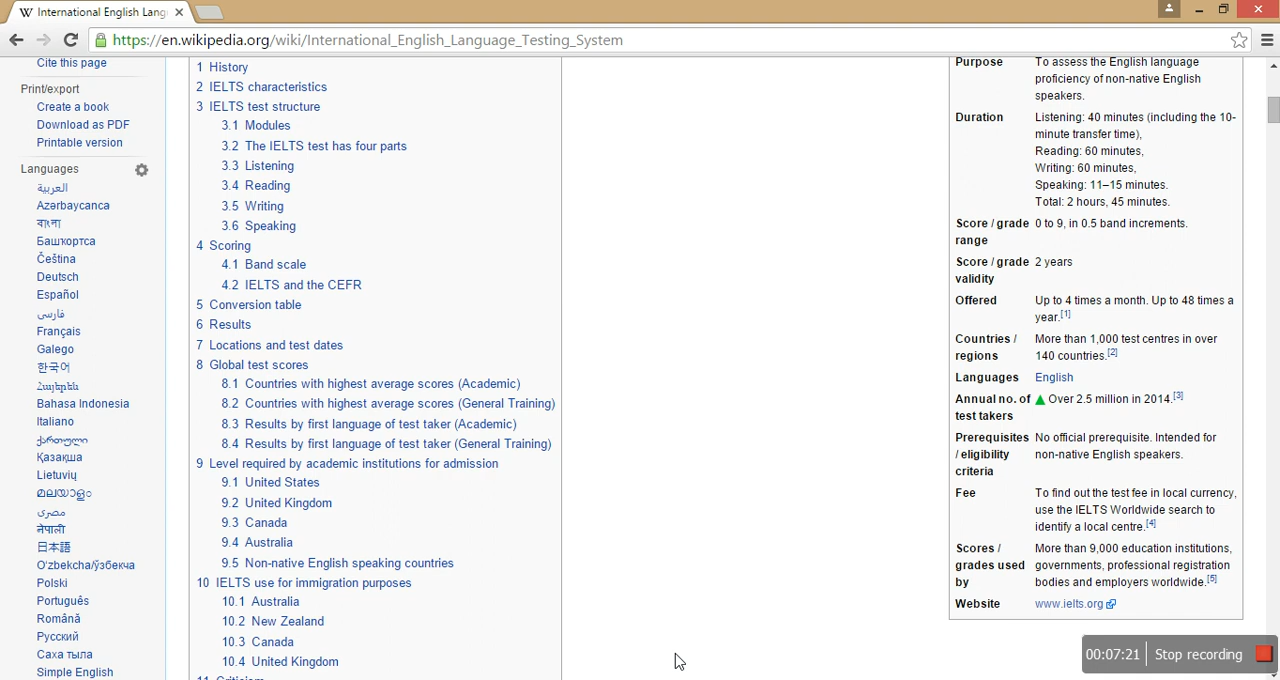 International English Lang
https://en.wikipedia.org/wiki/International_English_Language_Testing_System
Cite this page
Print/export
Create a book
Download as PDF
Printable version
Languages
العربية
Azərbaycanca
বাংলা
Башҡортса
Čeština
Deutsch
Español
فارسی
Français
Galego
한국어
Հայերեն
Bahasa Indonesia
Italiano
ქართული
Қазақша
Lietuvių
മലയാളം
مصرى
नेपाली
日本語
Oʻzbekcha/ўзбекча
Polski
Português
Română
Русский
Саха тыла
Simple English
1 History
2 IELTS characteristics
3 IELTS test structure
3.1 Modules
3.2 The IELTS test has four parts
3.3 Listening
3.4 Reading
3.5 Writing
3.6 Speaking
4 Scoring
4.1 Band scale
4.2 IELTS and the CEFR
5 Conversion table
6 Results
7 Locations and test dates
8 Global test scores
8.1 Countries with highest average scores (Academic)
8.2 Countries with highest average scores (General Training)
8.3 Results by first language of test taker (Academic)
8.4 Results by first language of test taker (General Training)
9 Level required by academic institutions for admission
9.1 United States
9.2 United Kingdom
9.3 Canada
9.4 Australia
9.5 Non-native English speaking countries
10 IELTS use for immigration purposes
10.1 Australia
10.2 New Zealand
10.3 Canada
10.4 United Kingdom
11 Criticism
Purpose To assess the English language
proficiency of non-native English
speakers.
Duration Listening: 40 minutes (including the 10-
minute transfer time),
Reading: 60 minutes,
Writing: 60 minutes,
Speaking: 11–15 minutes.
Total: 2 hours, 45 minutes.
Score / grade 0 to 9, in 0.5 band increments.
range
Score / grade 2 years
validity
Offered Up to 4 times a month. Up to 48 times a
year.[1]
Countries / More than 1,000 test centres in over
regions 140 countries.[2]
Languages English
Annual no. of ▲ Over 2.5 million in 2014.[3]
test takers
Prerequisites No official prerequisite. Intended for
/ eligibility non-native English speakers.
criteria
Fee To find out the test fee in local currency,
use the IELTS Worldwide search to
identify a local centre.[4]
Scores / More than 9,000 education institutions,
grades used governments, professional registration
by bodies and employers worldwide.[5]
Website www.ielts.org
00:07:21 Stop recording